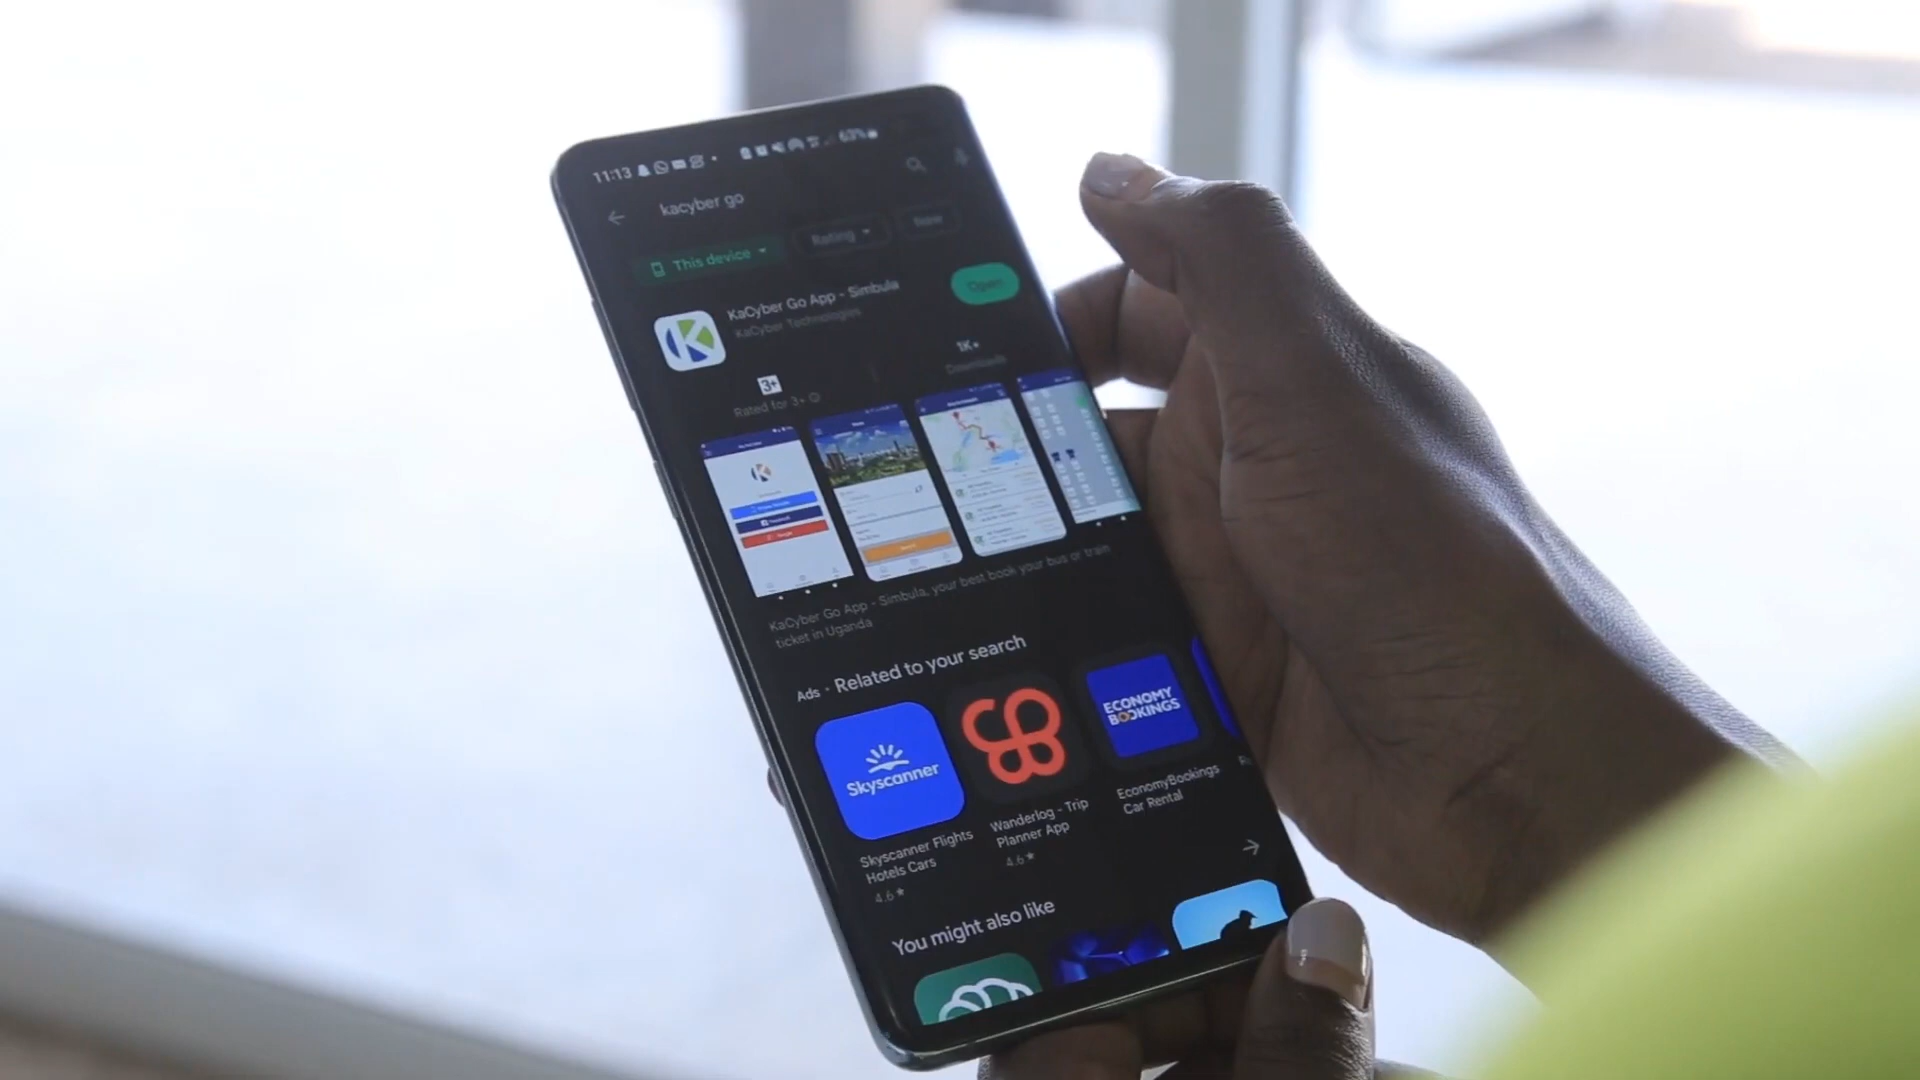 11:13
63%
kacyber go
This device
Rating
New
KaCyber Go App - Simbula
KaCyber Technologies
Open
3+
Rated for 3+
1K+
Downloads
KaCyber Go App - Simbula, your best book your bus or train
ticket in Uganda
Ads · Related to your search
Skyscanner
ECONOMY
BOOKINGS
Skyscanner Flights
Hotels Cars
4.6★
Wanderlog - Trip
Planner App
4.6★
EconomyBookings
Car Rental
You might also like